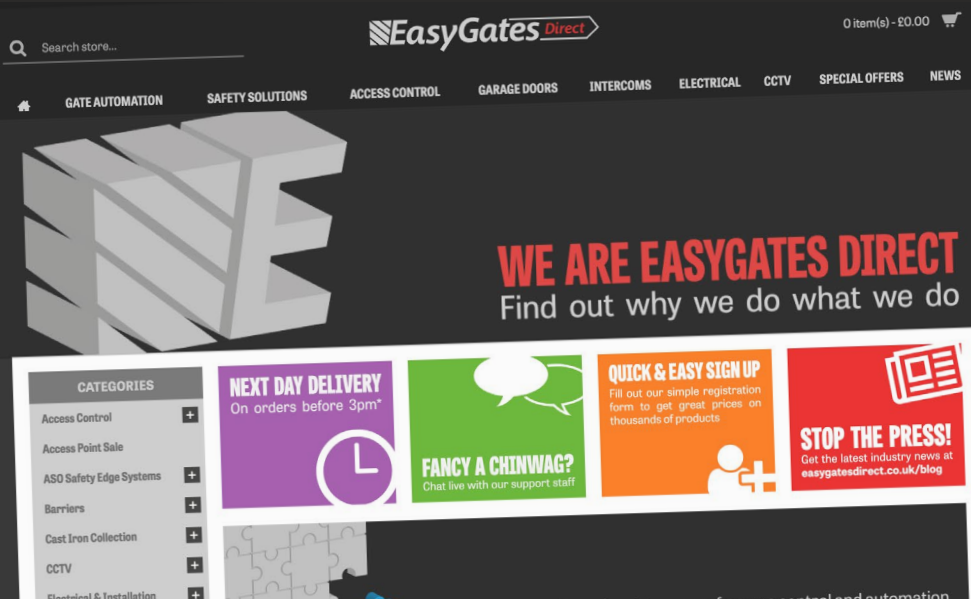 Search store...
EasyGates Direct
0 item(s) - £0.00
GATE AUTOMATION
SAFETY SOLUTIONS
ACCESS CONTROL
GARAGE DOORS
INTERCOMS
ELECTRICAL
CCTV
SPECIAL OFFERS
NEWS
WE ARE EASYGATES DIRECT
Find out why we do what we do
CATEGORIES
Access Control
Access Point Sale
ASO Safety Edge Systems
Barriers
Cast Iron Collection
CCTV
Electrical & Installation
NEXT DAY DELIVERY
On orders before 3pm*
FANCY A CHINWAG?
Chat live with our support staff
QUICK & EASY SIGN UP
Fill out our simple registration
form to get great prices on
thousands of products
STOP THE PRESS!
Get the latest industry news at
easygatesdirect.co.uk/blog
control and automation